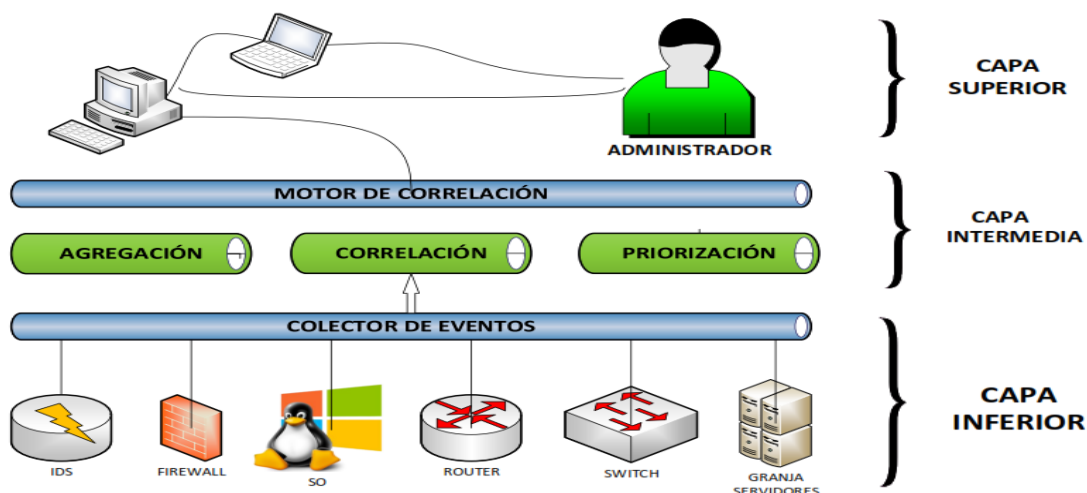 CAPA
SUPERIOR
ADMINISTRADOR
MOTOR DE CORRELACIÓN
CAPA
INTERMEDIA
AGREGACIÓN
CORRELACIÓN
PRIORIZACIÓN
COLECTOR DE EVENTOS
CAPA
INFERIOR
IDS
FIREWALL
SO
ROUTER
SWITCH
GRANJA
SERVIDORES